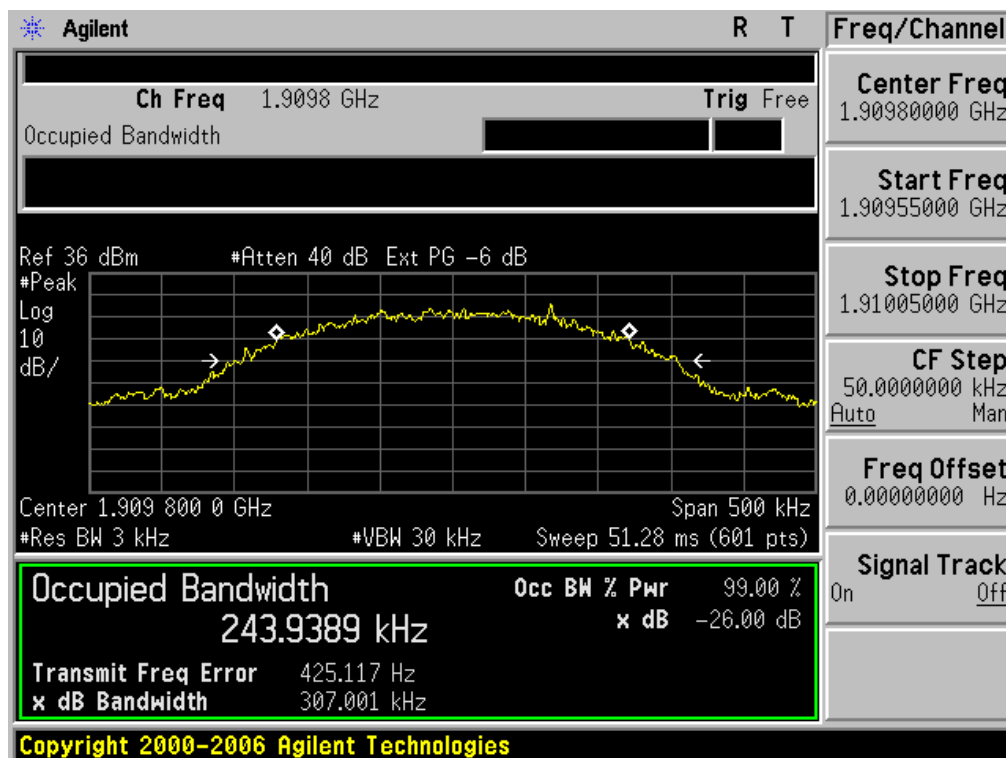 Agilent R T
Freq/Channel
Ch Freq 1.9098 GHz Trig Free
Occupied Bandwidth
Center Freq
1.90980000 GHz
Start Freq
1.90955000 GHz
Stop Freq
1.91005000 GHz
CF Step
50.0000000 kHz
Auto Man
Freq Offset
0.00000000 Hz
Signal Track
On Off
Ref 36 dBm #Atten 40 dB Ext PG -6 dB
#Peak
Log
10
dB/
Center 1.909 800 0 GHz Span 500 kHz
#Res BW 3 kHz #VBW 30 kHz Sweep 51.28 ms (601 pts)
Occupied Bandwidth
243.9389 kHz
Occ BW % Pwr 99.00 %
x dB -26.00 dB
Transmit Freq Error 425.117 Hz
x dB Bandwidth 307.001 kHz
Copyright 2000-2006 Agilent Technologies